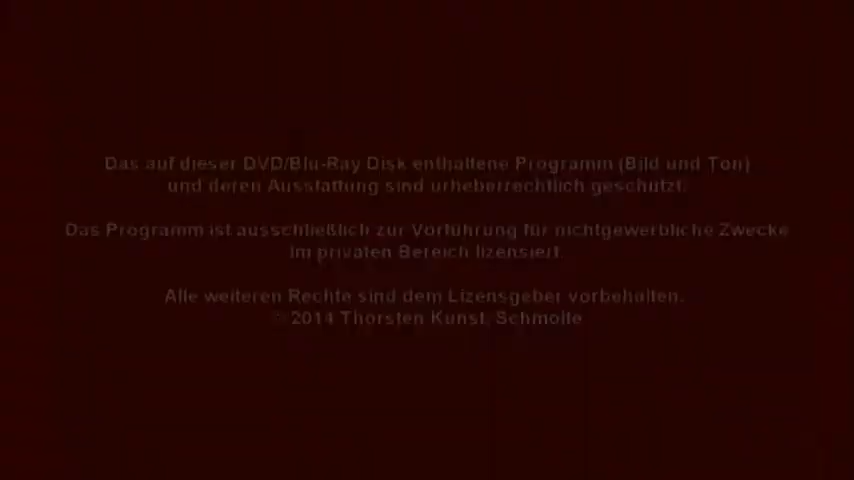 Das auf dieser DVD/Blu-Ray Disk enthaltene Programm (Bild und Ton)
und deren Ausstattung sind urheberrechtlich geschützt.
Das Programm ist ausschließlich zur Vorführung für nichtgewerbliche Zwecke
im privaten Bereich lizensiert.
Alle weiteren Rechte sind dem Lizensgeber vorbehalten.
© 2014 Thorsten Kunst, Schmolte